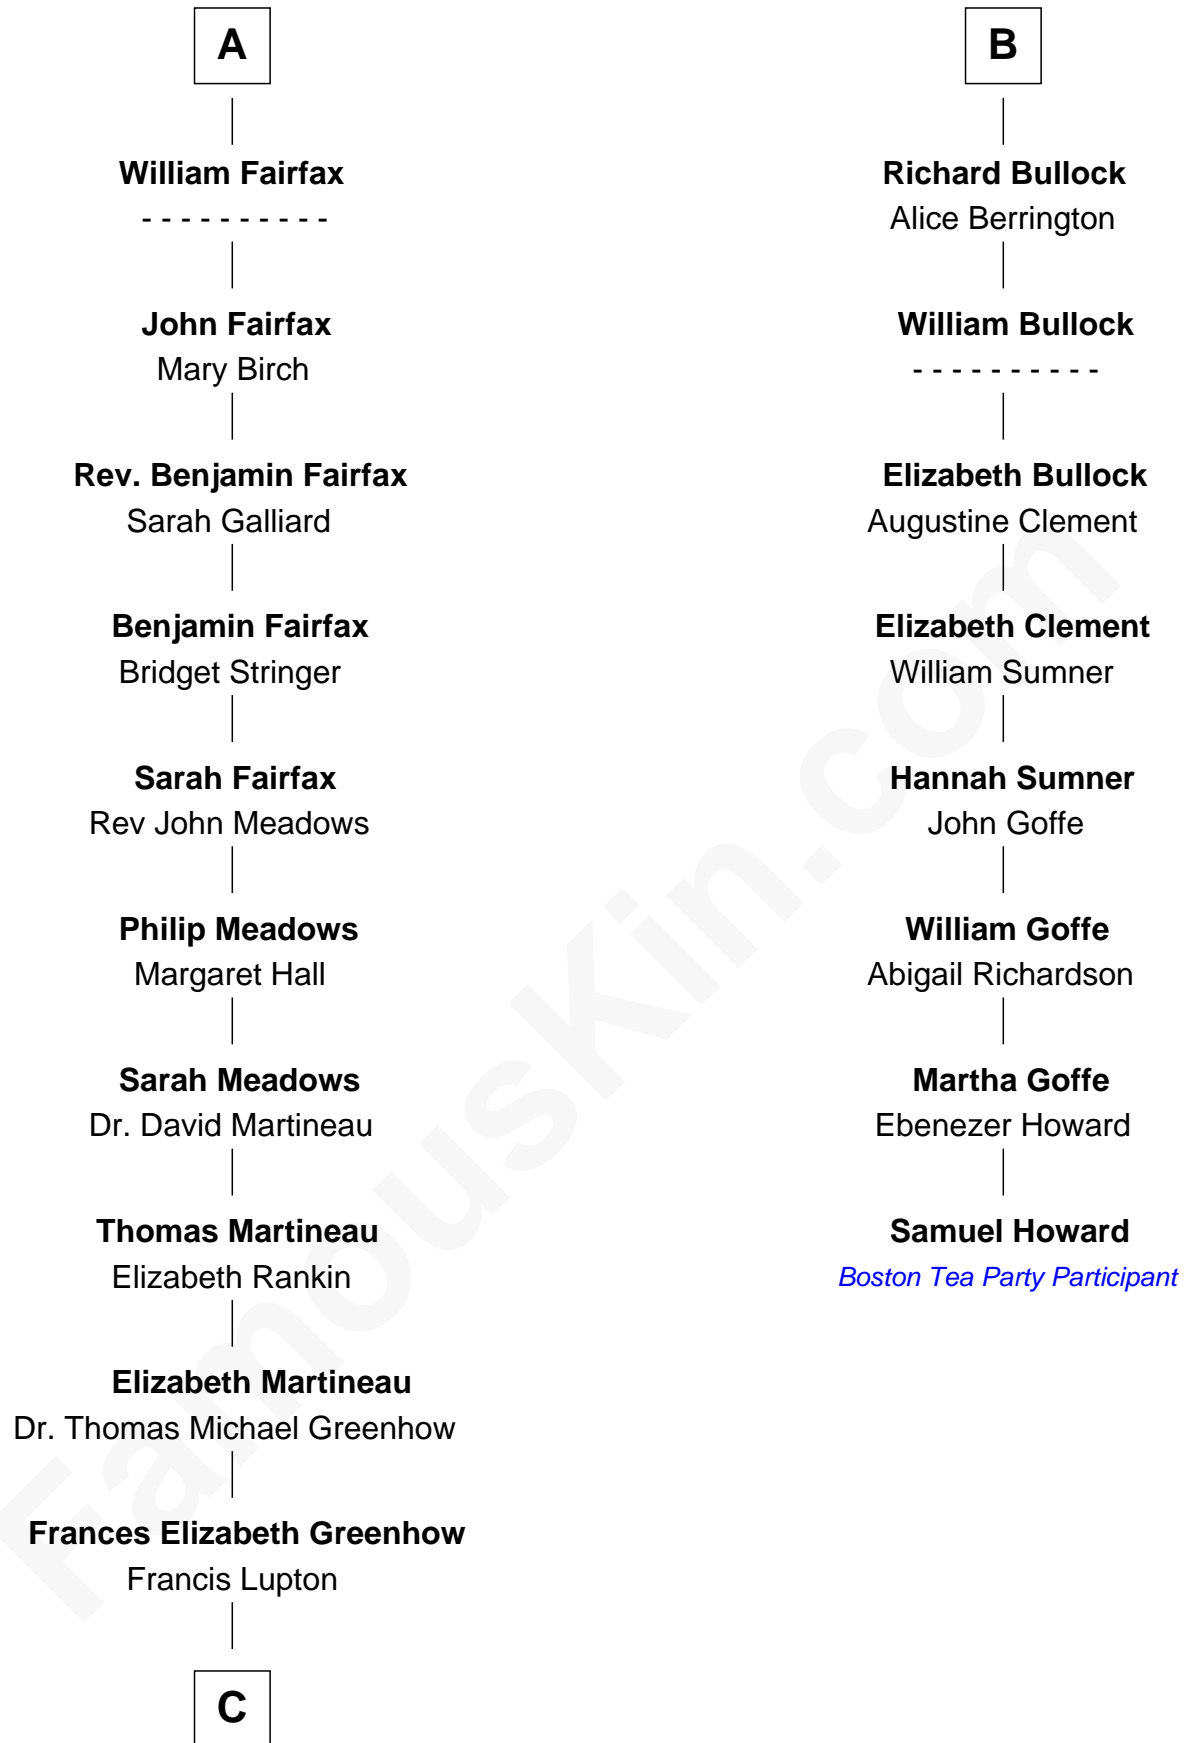 A
William Fairfax
- - - - - - - - - -
John Fairfax
Mary Birch
Rev. Benjamin Fairfax
Sarah Galliard
Benjamin Fairfax
Bridget Stringer
Sarah Fairfax
Rev John Meadows
Philip Meadows
Margaret Hall
Sarah Meadows
Dr. David Martineau
Thomas Martineau
Elizabeth Rankin
Elizabeth Martineau
Dr. Thomas Michael Greenhow
Frances Elizabeth Greenhow
Francis Lupton
C
B
Richard Bullock
Alice Berrington
William Bullock
- - - - - - - - - -
Elizabeth Bullock
Augustine Clement
Elizabeth Clement
William Sumner
Hannah Sumner
John Goffe
William Goffe
Abigail Richardson
Martha Goffe
Ebenezer Howard
Samuel Howard
Boston Tea Party Participant
FamousKin.com